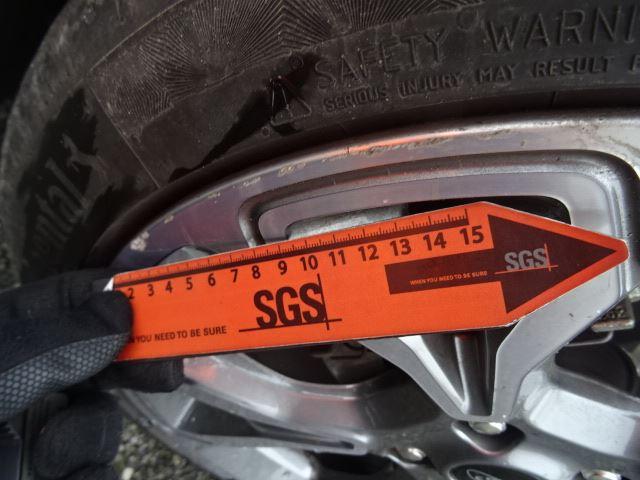 SAFETY WARNI
SERIOUS INJURY MAY RESULT F
ntal
2 3 4 5 6 7 8 9 10 11 12 13 14 15
WHEN YOU NEED TO BE SURE SGS
N YOU NEED TO BE SURE SGS